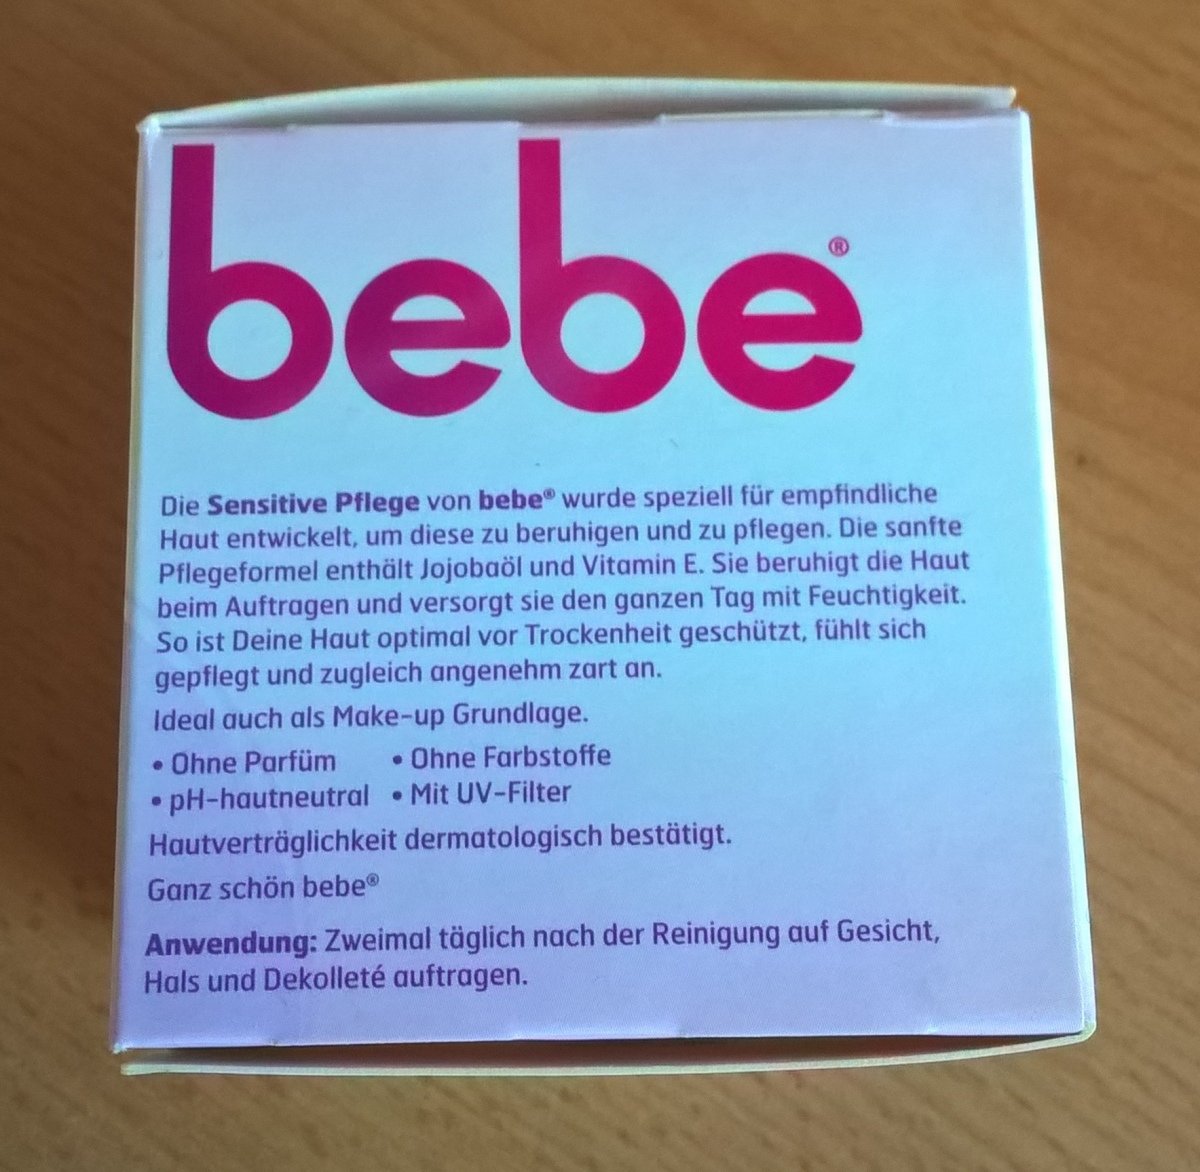 bebe®
Die Sensitive Pflege von bebe® wurde speziell für empfindliche
Haut entwickelt, um diese zu beruhigen und zu pflegen. Die sanfte
Pflegeformel enthält Jojobaöl und Vitamin E. Sie beruhigt die Haut
beim Auftragen und versorgt sie den ganzen Tag mit Feuchtigkeit.
So ist Deine Haut optimal vor Trockenheit geschützt, fühlt sich
gepflegt und zugleich angenehm zart an.
Ideal auch als Make-up Grundlage.
• Ohne Parfüm • Ohne Farbstoffe
• pH-hautneutral • Mit UV-Filter
Hautverträglichkeit dermatologisch bestätigt.
Ganz schön bebe®
Anwendung: Zweimal täglich nach der Reinigung auf Gesicht,
Hals und Dekolleté auftragen.